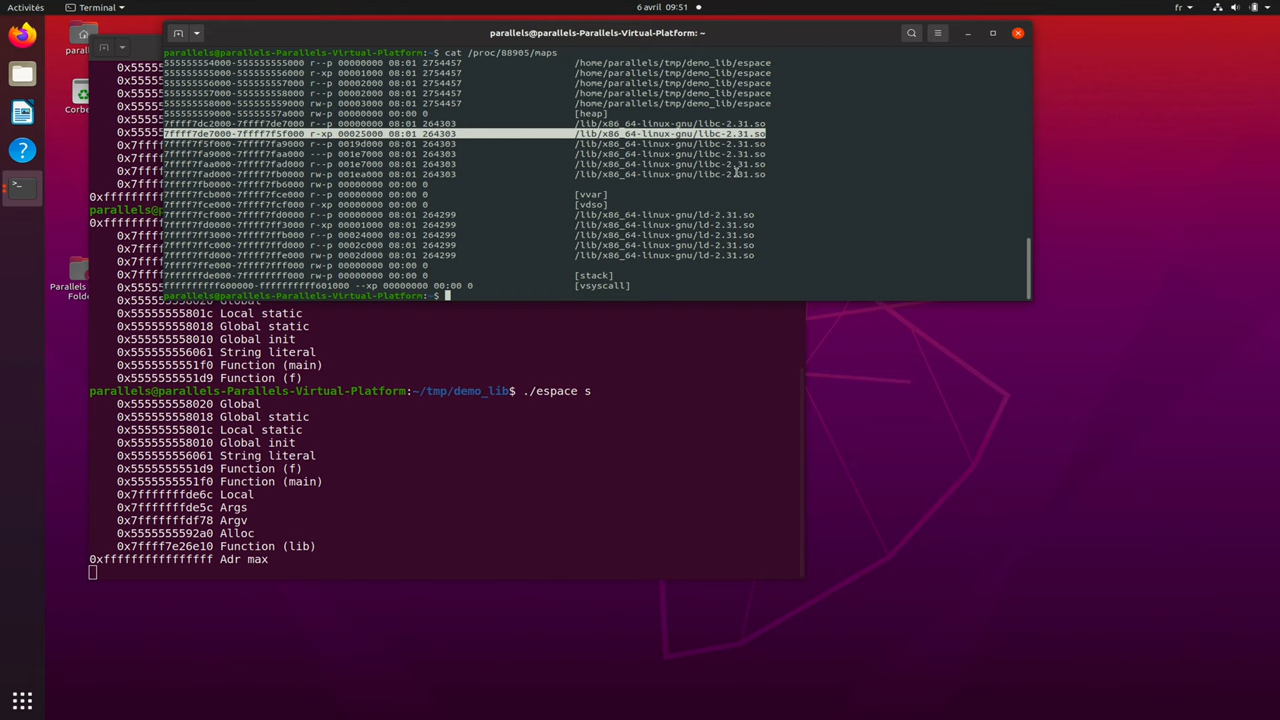 Activités
Terminal
6 avril 09:51
fr
parallels@parallels-Parallels-Virtual-Platform: ~
parallels@parallels-Parallels-Virtual-Platform:~$ cat /proc/88905/maps
555555554000-555555555000 r--p 00000000 08:01 2754457 /home/parallels/tmp/demo_lib/espace
555555555000-555555556000 r-xp 00001000 08:01 2754457 /home/parallels/tmp/demo_lib/espace
555555556000-555555557000 r--p 00002000 08:01 2754457 /home/parallels/tmp/demo_lib/espace
555555557000-555555558000 r--p 00002000 08:01 2754457 /home/parallels/tmp/demo_lib/espace
555555558000-555555559000 rw-p 00003000 08:01 2754457 /home/parallels/tmp/demo_lib/espace
555555559000-55555557a000 rw-p 00000000 00:00 0 [heap]
7ffff7dc2000-7ffff7de7000 r--p 00000000 08:01 264303 /lib/x86_64-linux-gnu/libc-2.31.so
7ffff7de7000-7ffff7f5f000 r-xp 00025000 08:01 264303 /lib/x86_64-linux-gnu/libc-2.31.so
7ffff7f5f000-7ffff7fa9000 r--p 0019d000 08:01 264303 /lib/x86_64-linux-gnu/libc-2.31.so
7ffff7fa9000-7ffff7faa000 ---p 001e7000 08:01 264303 /lib/x86_64-linux-gnu/libc-2.31.so
7ffff7faa000-7ffff7fad000 r--p 001e7000 08:01 264303 /lib/x86_64-linux-gnu/libc-2.31.so
7ffff7fad000-7ffff7fb0000 rw-p 001ea000 08:01 264303 /lib/x86_64-linux-gnu/libc-2.31.so
7ffff7fb0000-7ffff7fb6000 rw-p 00000000 00:00 0
7ffff7fcb000-7ffff7fce000 r--p 00000000 00:00 0 [vvar]
7ffff7fce000-7ffff7fcf000 r-xp 00000000 00:00 0 [vdso]
7ffff7fcf000-7ffff7fd0000 r--p 00000000 08:01 264299 /lib/x86_64-linux-gnu/ld-2.31.so
7ffff7fd0000-7ffff7ff3000 r-xp 00001000 08:01 264299 /lib/x86_64-linux-gnu/ld-2.31.so
7ffff7ff3000-7ffff7ffb000 r--p 00024000 08:01 264299 /lib/x86_64-linux-gnu/ld-2.31.so
7ffff7ffc000-7ffff7ffd000 r--p 0002c000 08:01 264299 /lib/x86_64-linux-gnu/ld-2.31.so
7ffff7ffd000-7ffff7ffe000 rw-p 0002d000 08:01 264299 /lib/x86_64-linux-gnu/ld-2.31.so
7ffff7ffe000-7ffff7fff000 rw-p 00000000 00:00 0
7ffffffde000-7ffffffff000 rw-p 00000000 00:00 0 [stack]
ffffffffff600000-ffffffffff601000 --xp 00000000 00:00 0 [vsyscall]
parallels@parallels-Parallels-Virtual-Platform:~$
0x55555555801c Local static
0x555555558018 Global static
0x555555558010 Global init
0x555555556061 String literal
0x5555555551f0 Function (main)
0x5555555551d9 Function (f)
parallels@parallels-Parallels-Virtual-Platform:~/tmp/demo_lib$ ./espace s
0x555555558020 Global
0x555555558018 Global static
0x55555555801c Local static
0x555555558010 Global init
0x555555556061 String literal
0x5555555551d9 Function (f)
0x5555555551f0 Function (main)
0x7fffffffde6c Local
0x7fffffffde5c Args
0x7fffffffdf78 Argv
0x5555555592a0 Alloc
0x7ffff7e26e10 Function (lib)
0xffffffffffffffff Adr max
Parallels
Folder